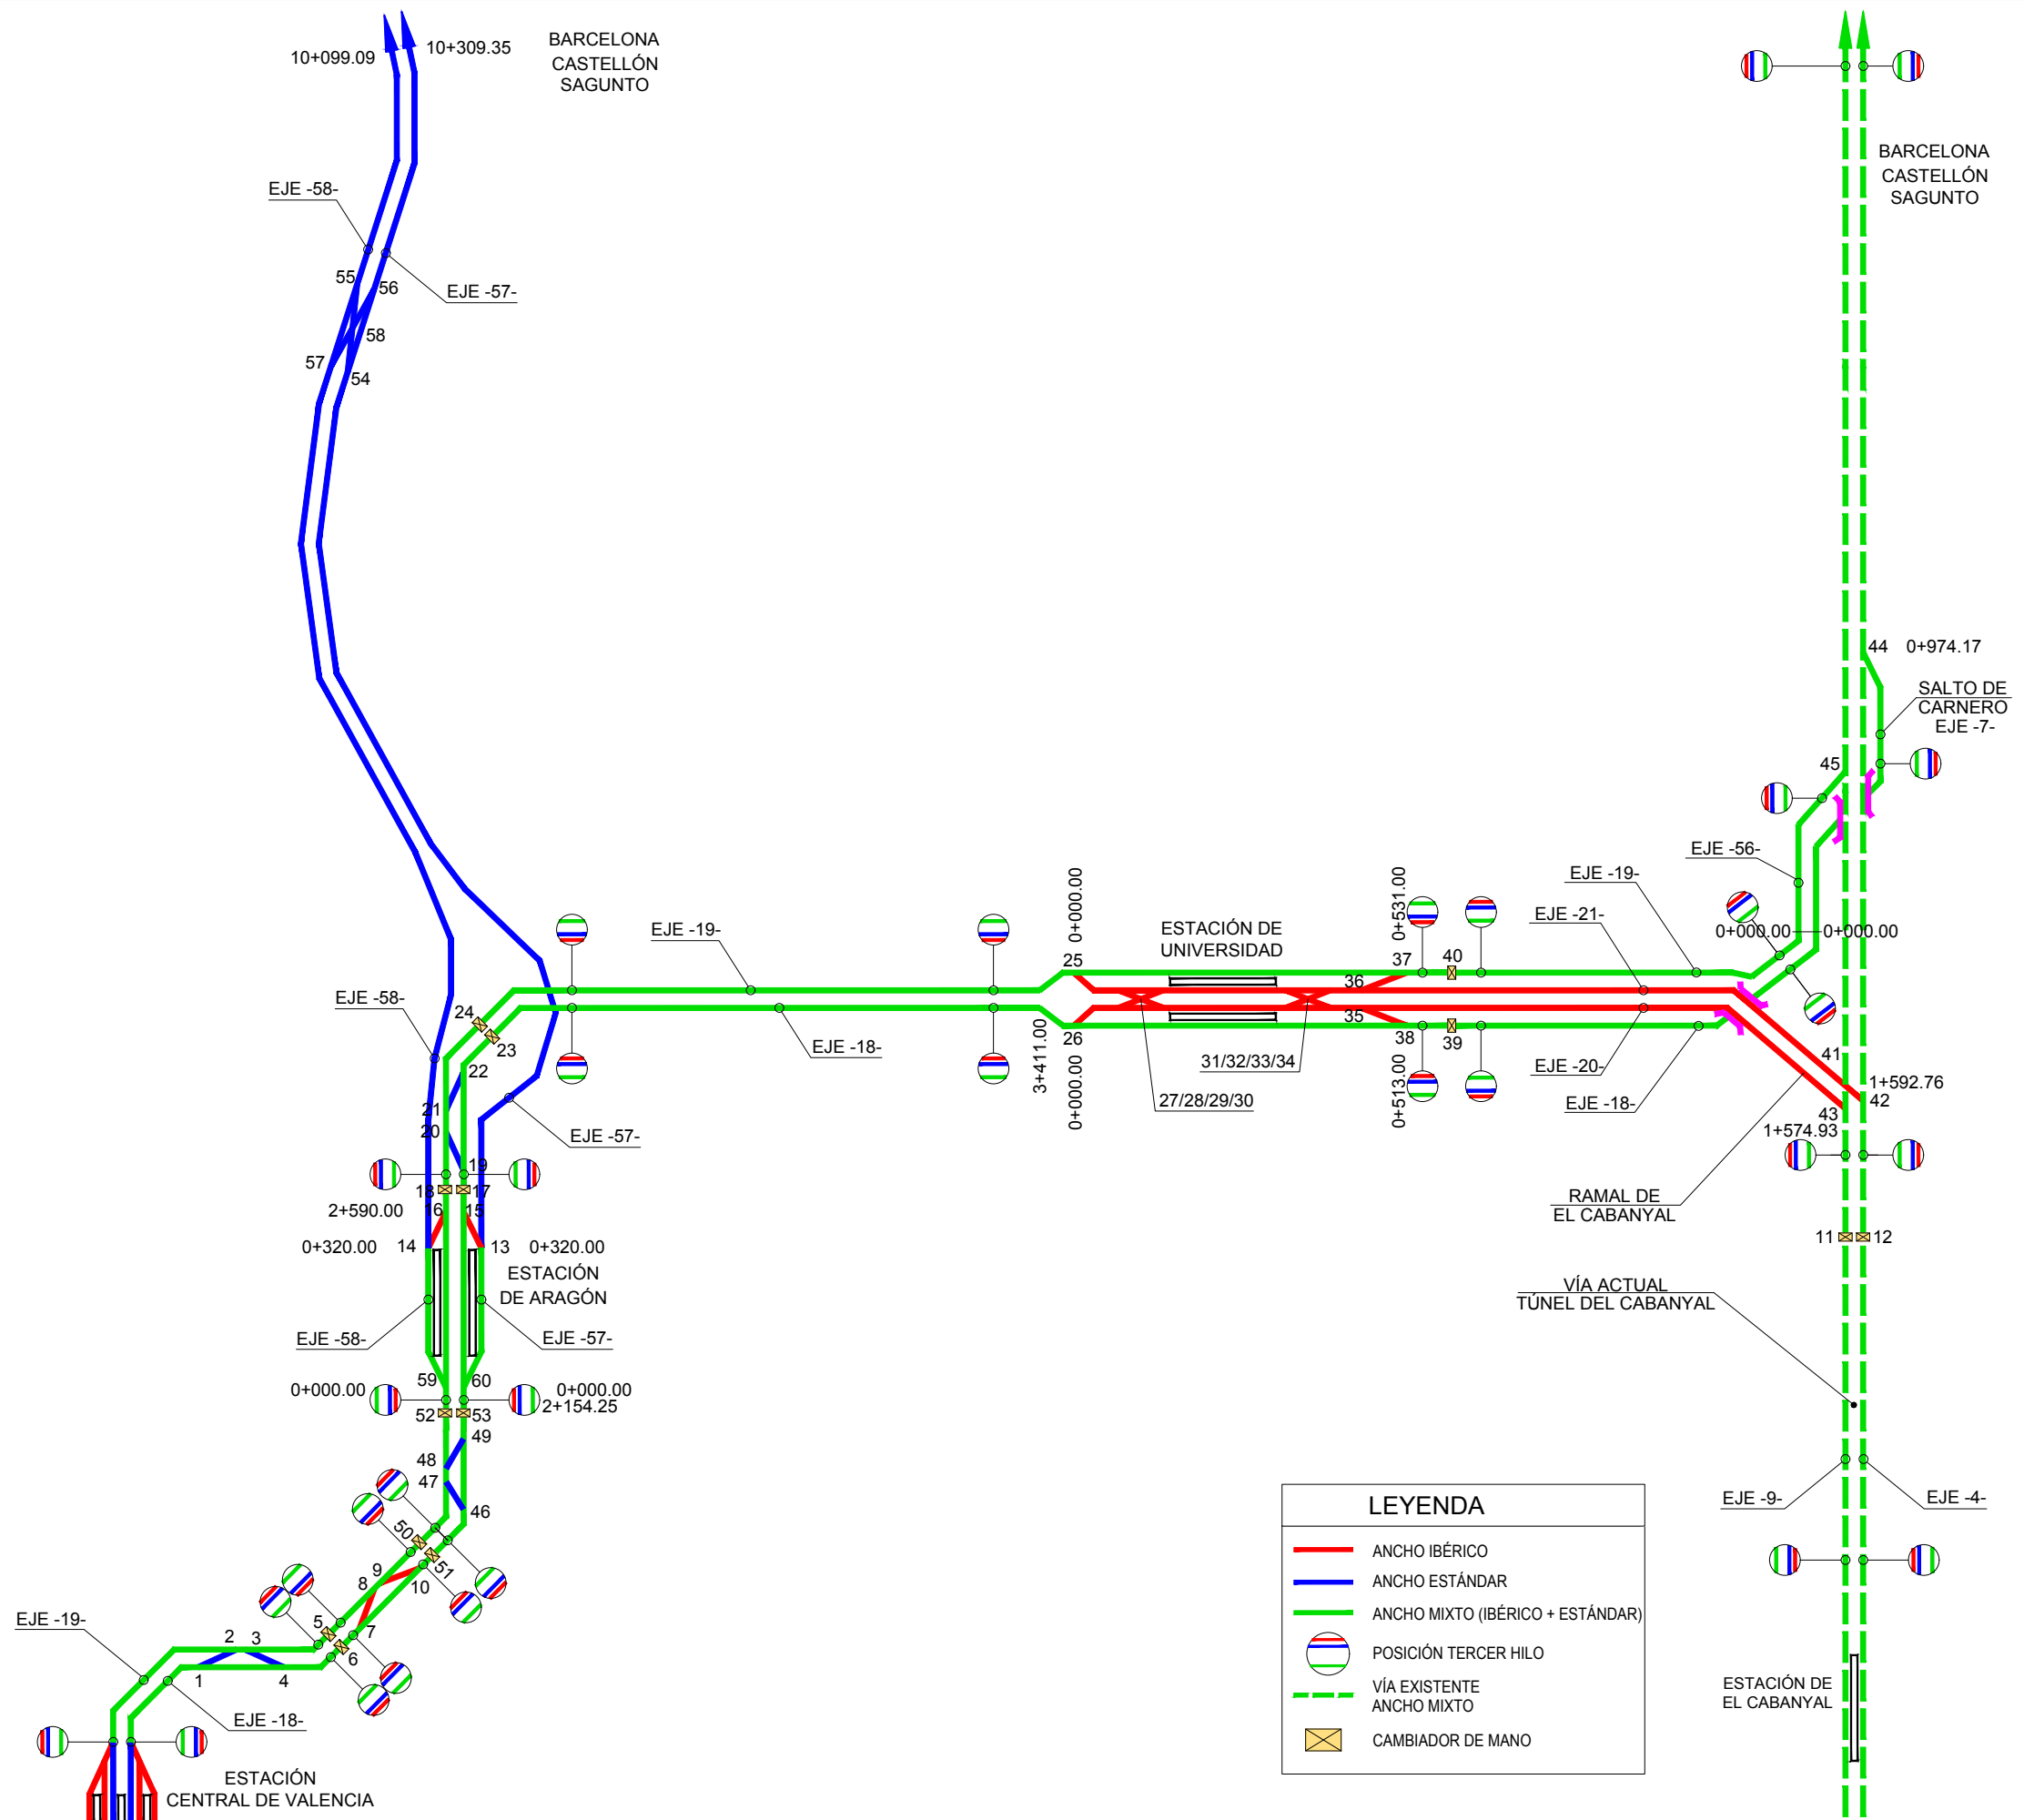 10+099.09
10+309.35
BARCELONA
CASTELLÓN
SAGUNTO
BARCELONA
CASTELLÓN
SAGUNTO
EJE -58-
55
56
EJE -57-
58
57
54
44
0+974.17
SALTO DE
CARNERO
EJE -7-
45
EJE -56-
EJE -19-
EJE -21-
0+000.00
0+000.00
EJE -19-
0+000.00
25
ESTACIÓN DE
UNIVERSIDAD
0+531.00
37
40
36
EJE -58-
24
23
22
21
20
19
EJE -18-
3+411.00
26
0+000.00
35
38
39
0+513.00
31/32/33/34
27/28/29/30
EJE -20-
EJE -18-
41
1+592.76
42
43
1+574.93
EJE -57-
18
17
2+590.00
16
15
0+320.00
14
13
0+320.00
ESTACIÓN
DE ARAGÓN
RAMAL DE
EL CABANYAL
11
12
VÍA ACTUAL
TÚNEL DEL CABANYAL
EJE -58-
EJE -57-
59
60
0+000.00
0+000.00
2+154.25
52
53
49
48
47
46
50
51
9
8
10
EJE -9-
EJE -4-
LEYENDA
ANCHO IBÉRICO
ANCHO ESTÁNDAR
ANCHO MIXTO (IBÉRICO + ESTÁNDAR)
POSICIÓN TERCER HILO
VÍA EXISTENTE
ANCHO MIXTO
CAMBIADOR DE MANO
EJE -19-
2
3
5
7
6
1
4
EJE -18-
ESTACIÓN DE
EL CABANYAL
ESTACIÓN
CENTRAL DE VALENCIA